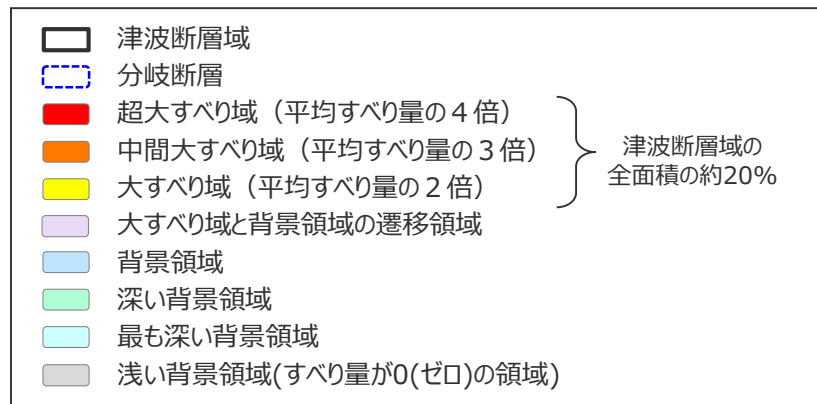 津波断層域
分岐断層
超大すべり域（平均すべり量の４倍）
中間大すべり域（平均すべり量の３倍）
大すべり域（平均すべり量の２倍）
津波断層域の
全面積の約20%
大すべり域と背景領域の遷移領域
背景領域
深い背景領域
最も深い背景領域
浅い背景領域(すべり量が0(ゼロ)の領域)